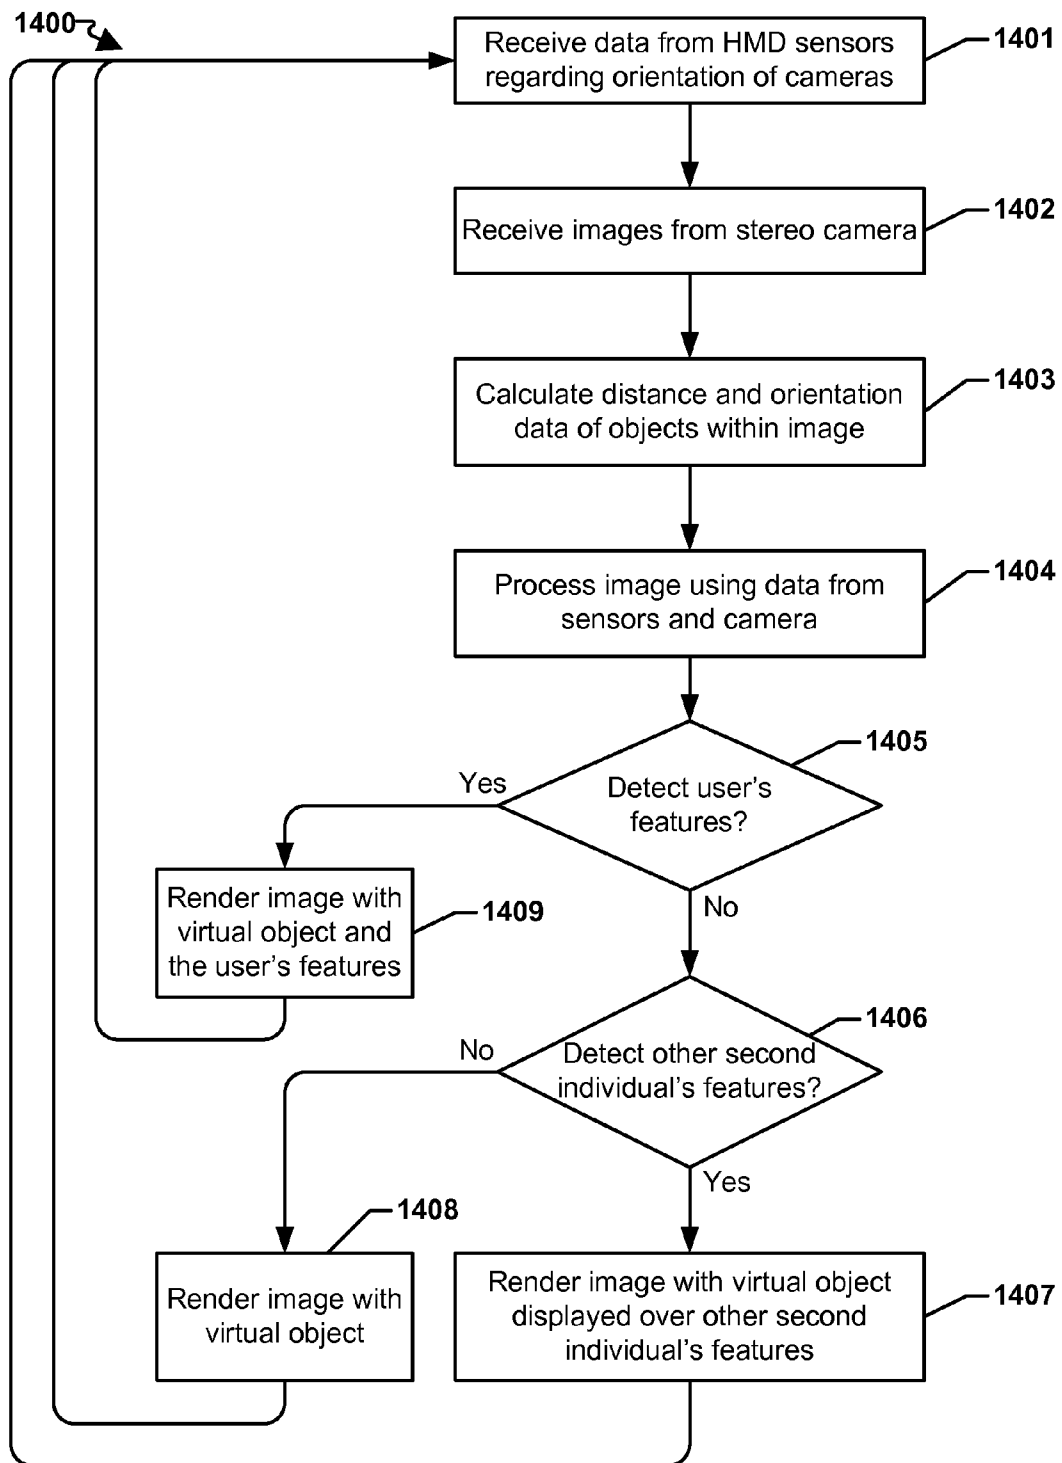 1400
Receive data from HMD sensors
regarding orientation of cameras
1401
Receive images from stereo camera
1402
Calculate distance and orientation
data of objects within image
1403
Process image using data from
sensors and camera
1404
Detect user's
features?
1405
Yes
No
Render image with
virtual object and
the user's features
1409
Detect other second
individual's features?
1406
No
Yes
Render image with
virtual object
1408
Render image with virtual object
displayed over other second
individual's features
1407